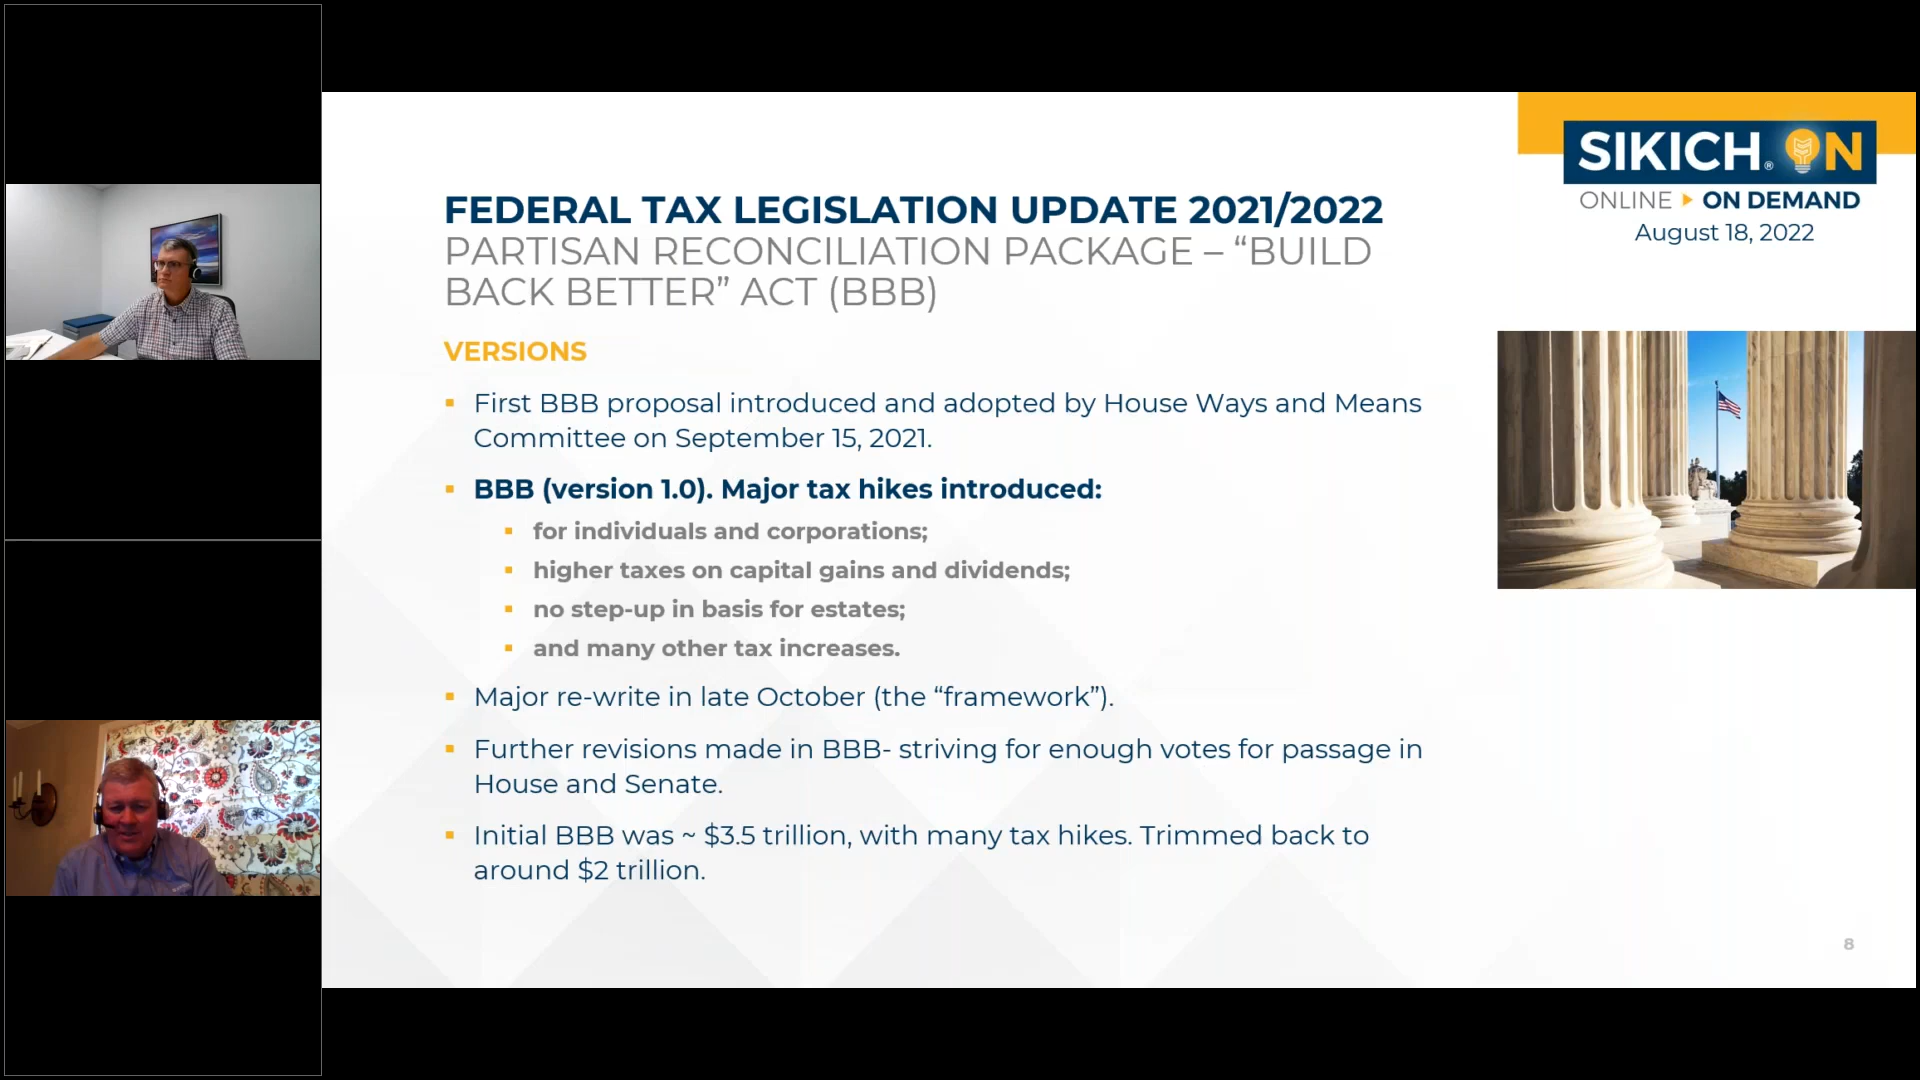 SIKICH® ON
ONLINE ▸ ON DEMAND
August 18, 2022
FEDERAL TAX LEGISLATION UPDATE 2021/2022
PARTISAN RECONCILIATION PACKAGE – “BUILD
BACK BETTER” ACT (BBB)
VERSIONS
▪ First BBB proposal introduced and adopted by House Ways and Means
Committee on September 15, 2021.
▪ BBB (version 1.0). Major tax hikes introduced:
▪ for individuals and corporations;
▪ higher taxes on capital gains and dividends;
▪ no step-up in basis for estates;
▪ and many other tax increases.
▪ Major re-write in late October (the “framework”).
▪ Further revisions made in BBB- striving for enough votes for passage in
House and Senate.
▪ Initial BBB was ~ $3.5 trillion, with many tax hikes. Trimmed back to
around $2 trillion.
8